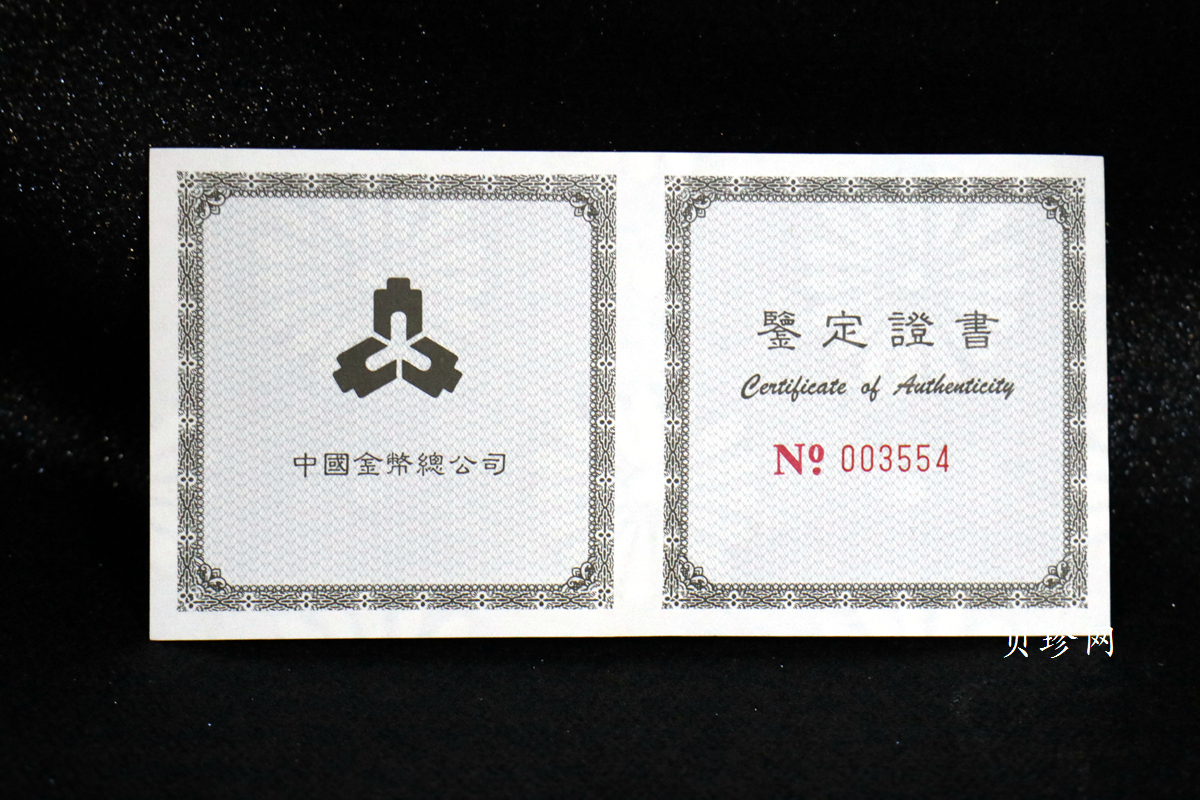 中國金幣總公司
鑒定證書
Certificate of Authenticity
Nº 003554
贝珍网